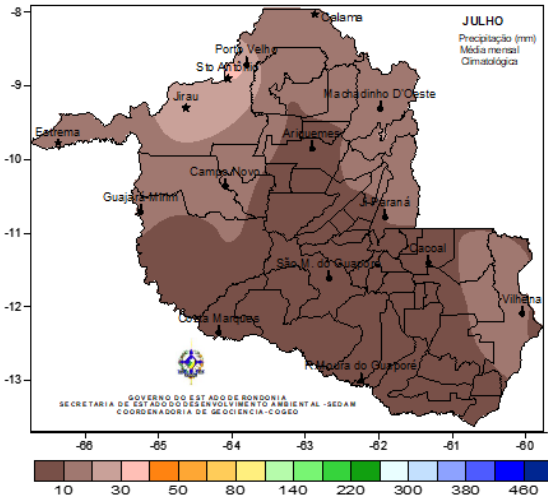 JULHO
Precipitação (mm)
Média mensal
Climatológica
-8
-9
-10
-11
-12
-13
Calama
Porto Velho
Sto Antônio
Jirau
Machadinho D'Oeste
Extrema
Ariquemes
Campo Novo
Guajará-Mirim
Ji-Paraná
São M. do Guaporé
Cacoal
Vilhena
Costa Marques
R.Moura do Guaporé
GOVERNO DO ESTADO DE RONDONIA
SECRETARIA DE ESTADO DO DESENVOLVIMENTO AMBIENTAL -SEDAM
COORDENADORIA DE GEOCIENCIA-COGEO
-66 -65 -64 -63 -62 -61 -60
10 30 50 80 140 220 300 380 460